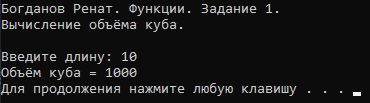 Богданов Ренат. Функции. Задание 1.
Вычисление объёма куба.
Введите длину: 10
Объём куба = 1000
Для продолжения нажмите любую клавишу . . .